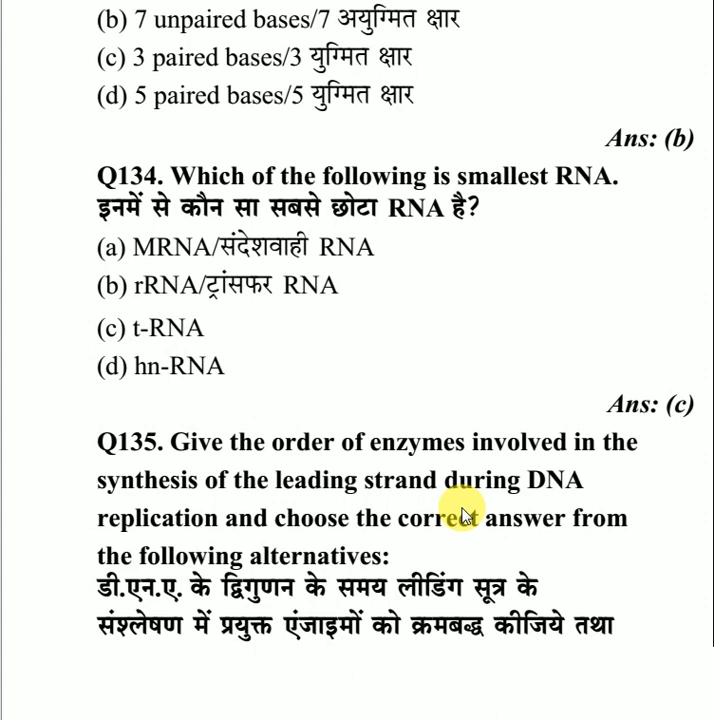 (b) 7 unpaired bases/7 अयुग्मित क्षार
(c) 3 paired bases/3 युग्मित क्षार
(d) 5 paired bases/5 युग्मित क्षार
Ans: (b)
Q134. Which of the following is smallest RNA.
इनमें से कौन सा सबसे छोटा RNA है?
(a) MRNA/संदेशवाही RNA
(b) rRNA/ट्रांसफर RNA
(c) t-RNA
(d) hn-RNA
Ans: (c)
Q135. Give the order of enzymes involved in the
synthesis of the leading strand during DNA
replication and choose the correct answer from
the following alternatives:
डी.एन.ए. के द्विगुणन के समय लीडिंग सूत्र के
संश्लेषण में प्रयुक्त एंजाइमों को क्रमबद्ध कीजिये तथा